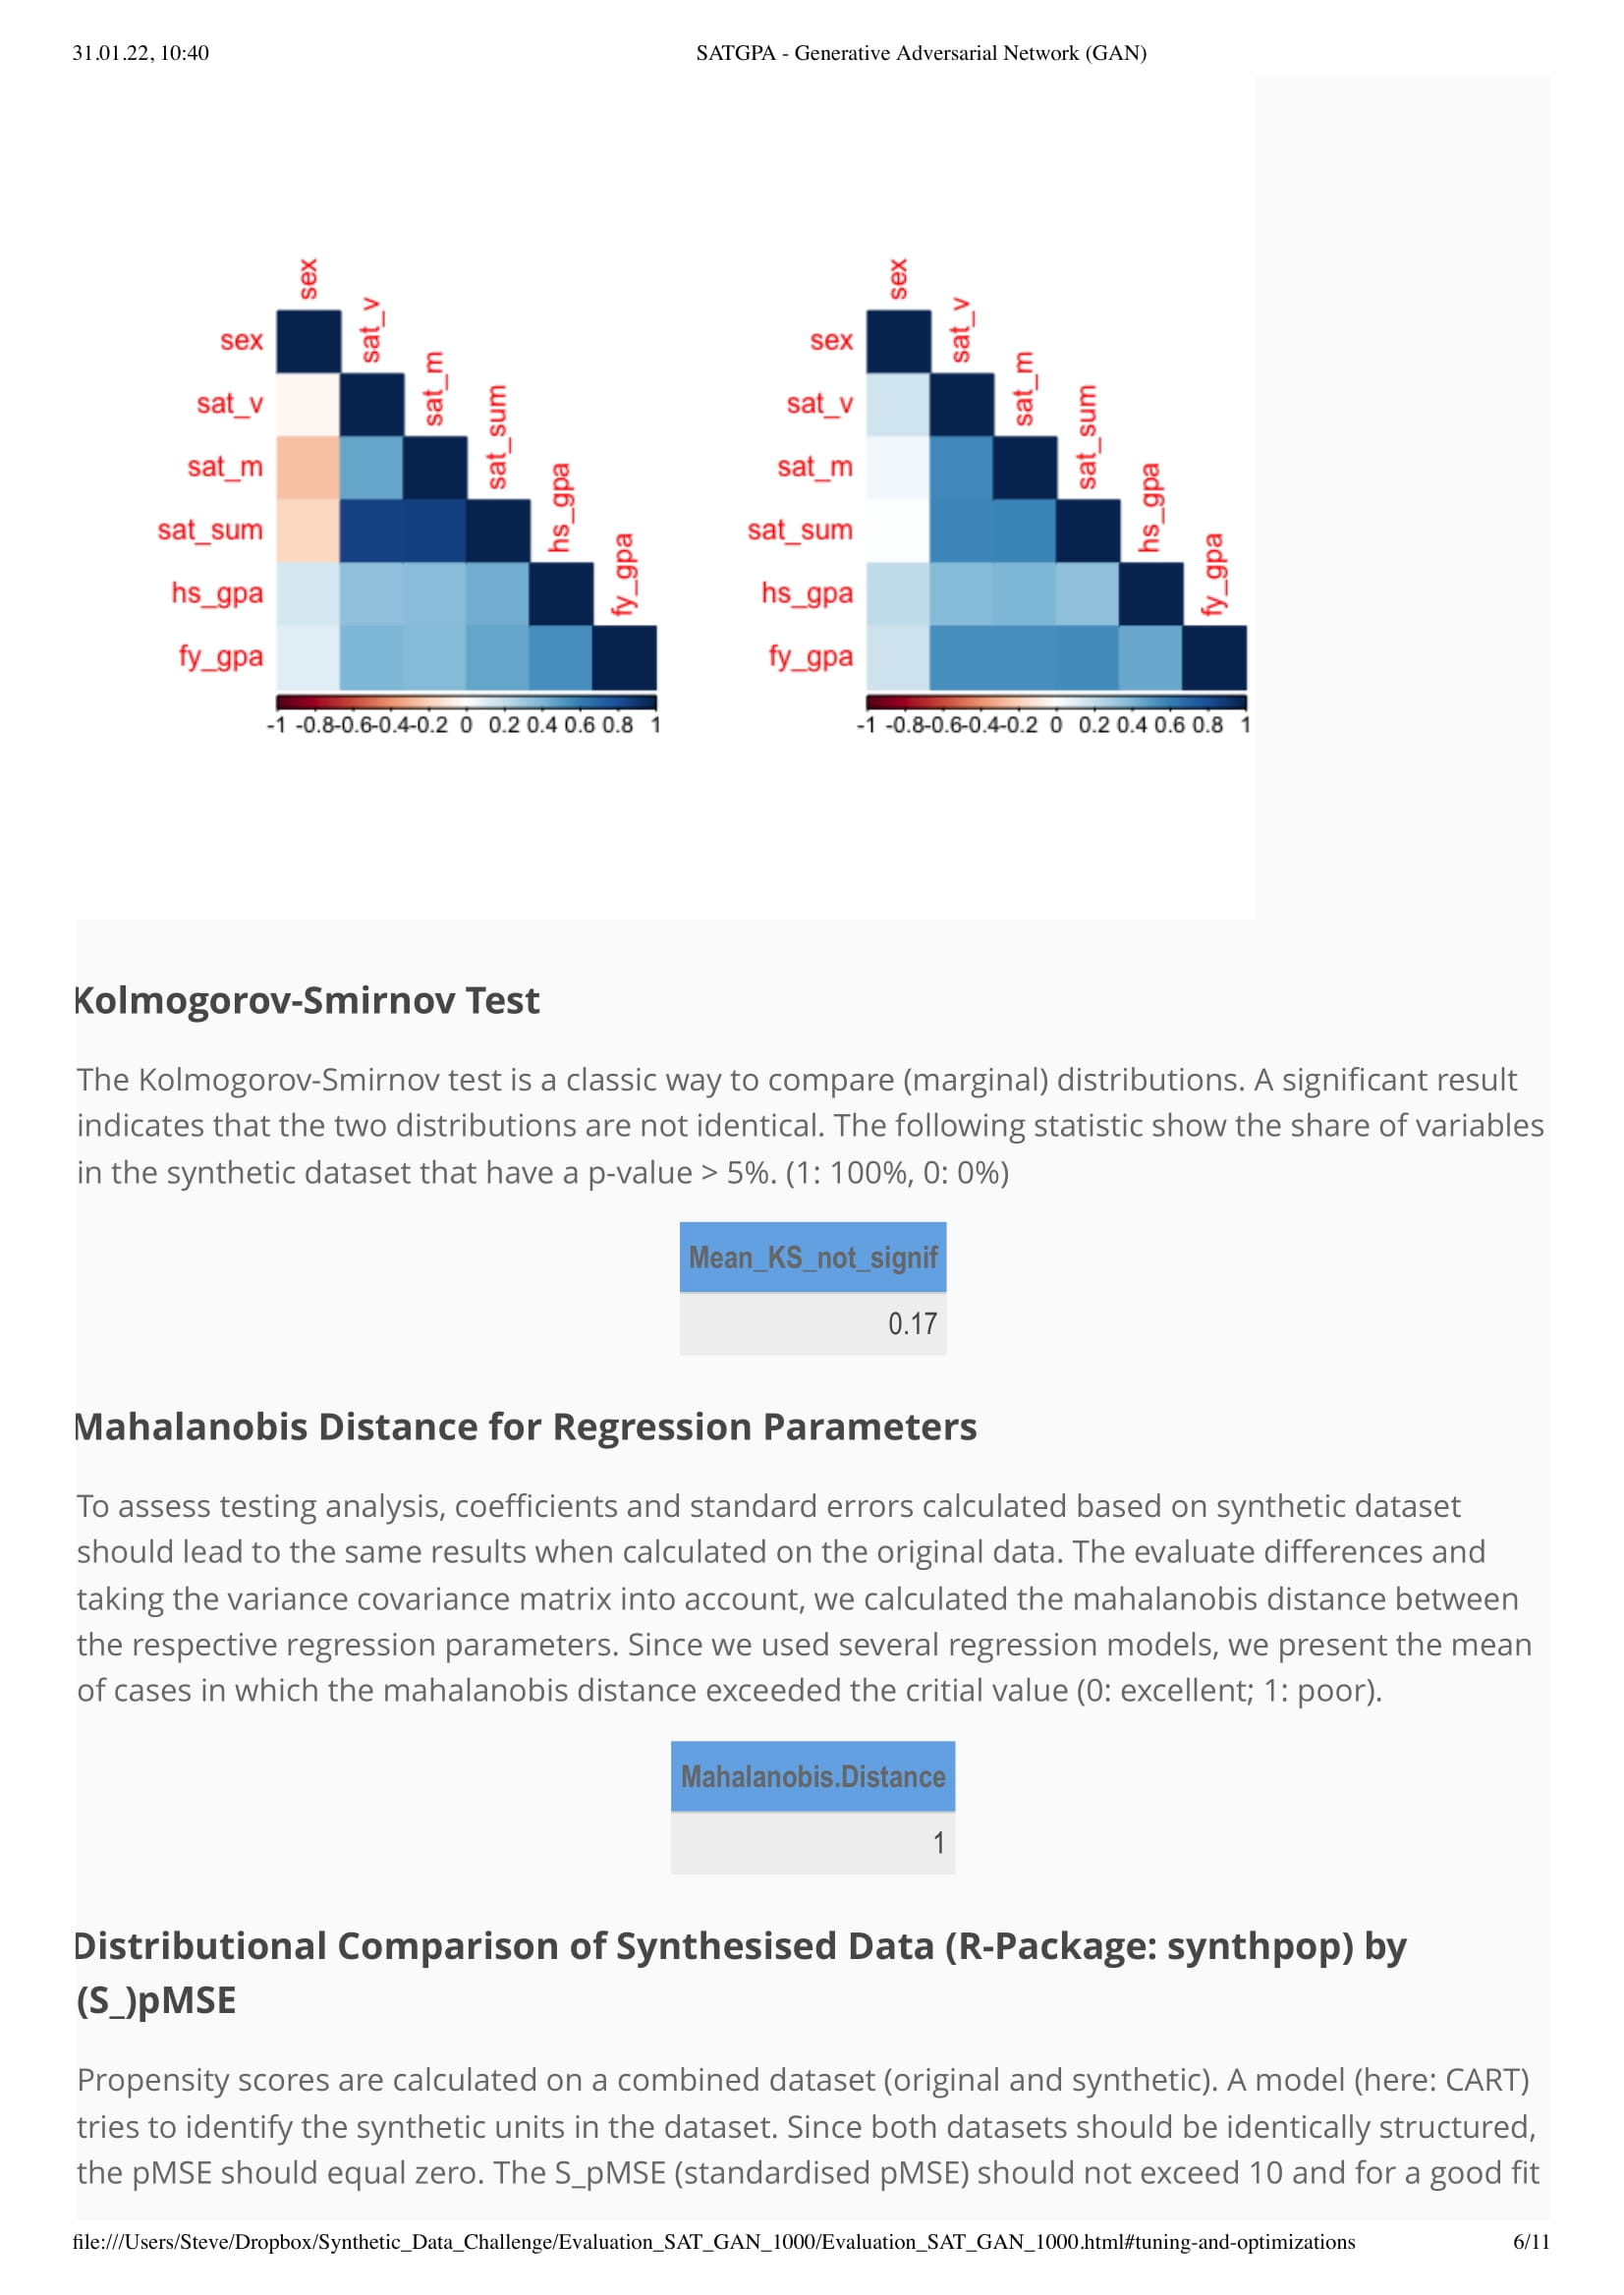 31.01.22, 10:40
SATGPA - Generative Adversarial Network (GAN)
sex
sat_v
sat_m
sat_sum
hs_gpa
fy_gpa
sex
sat_v
sat_m
sat_sum
hs_gpa
fy_gpa
-1 -0.8-0.6-0.4-0.2 0 0.2 0.4 0.6 0.8 1
sex
sat_v
sat_m
sat_sum
hs_gpa
fy_gpa
sex
sat_v
sat_m
sat_sum
hs_gpa
fy_gpa
-1 -0.8-0.6-0.4-0.2 0 0.2 0.4 0.6 0.8 1
Kolmogorov-Smirnov Test
The Kolmogorov-Smirnov test is a classic way to compare (marginal) distributions. A significant result
indicates that the two distributions are not identical. The following statistic show the share of variables
in the synthetic dataset that have a p-value > 5%. (1: 100%, 0: 0%)
Mean_KS_not_signif
0.17
Mahalanobis Distance for Regression Parameters
To assess testing analysis, coefficients and standard errors calculated based on synthetic dataset
should lead to the same results when calculated on the original data. The evaluate differences and
taking the variance covariance matrix into account, we calculated the mahalanobis distance between
the respective regression parameters. Since we used several regression models, we present the mean
of cases in which the mahalanobis distance exceeded the critial value (0: excellent; 1: poor).
Mahalanobis.Distance
1
Distributional Comparison of Synthesised Data (R-Package: synthpop) by
(S_)pMSE
Propensity scores are calculated on a combined dataset (original and synthetic). A model (here: CART)
tries to identify the synthetic units in the dataset. Since both datasets should be identically structured,
the pMSE should equal zero. The S_pMSE (standardised pMSE) should not exceed 10 and for a good fit
file:///Users/Steve/Dropbox/Synthetic_Data_Challenge/Evaluation_SAT_GAN_1000/Evaluation_SAT_GAN_1000.html#tuning-and-optimizations
6/11